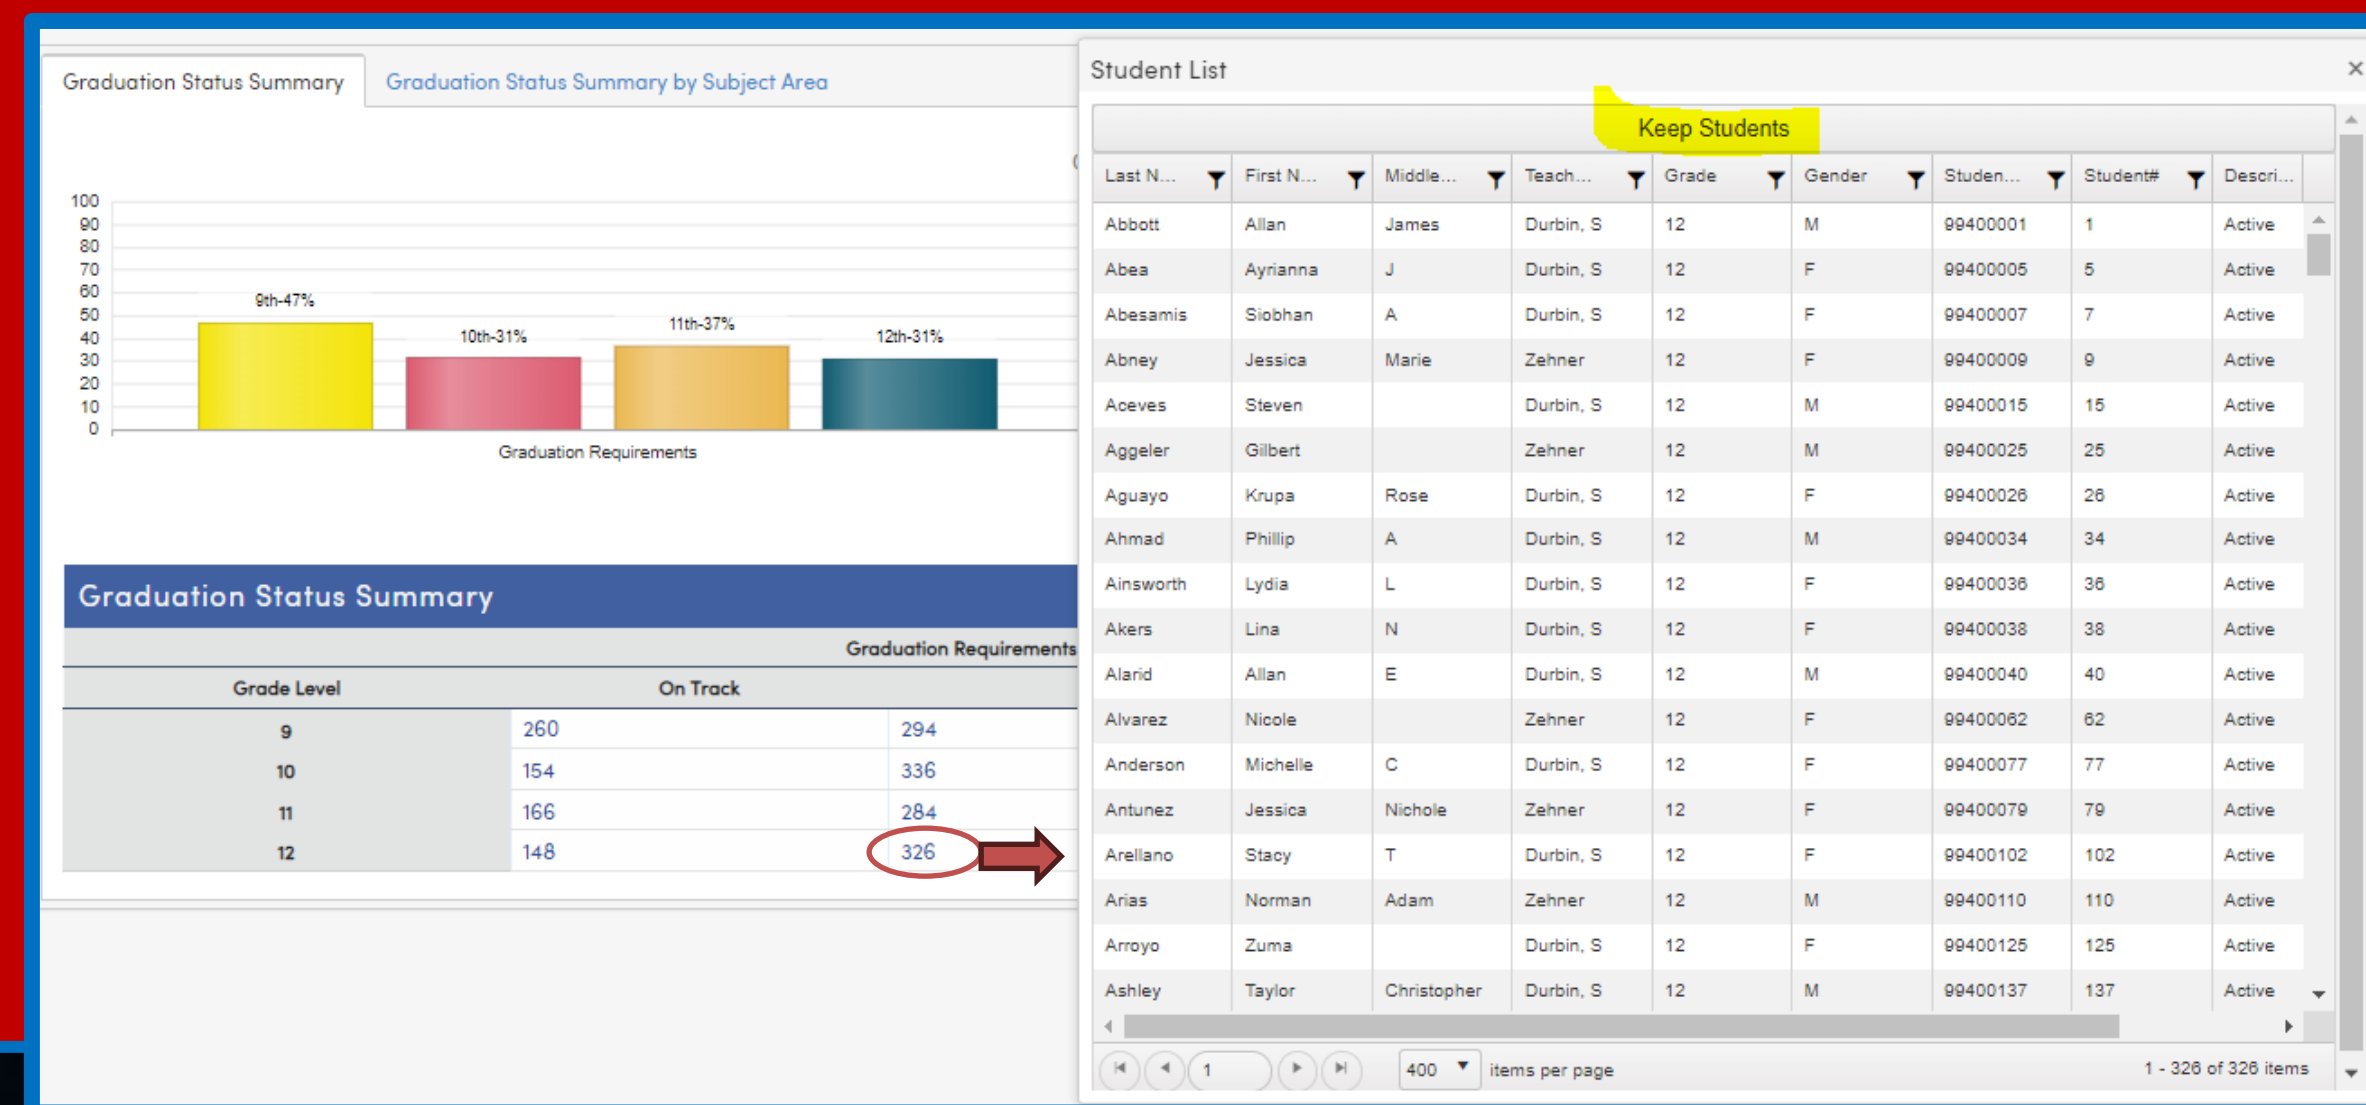 Graduation Status Summary Graduation Status Summary by Subject Area
100
90
80
70
60
50
40
30
20
10
0
9th-47%
10th-31%
11th-37%
12th-31%
Graduation Requirements
Graduation Status Summary
Graduation Requirements
Grade Level On Track
9 260 294
10 154 336
11 166 284
12 148 326
Student List ×
Keep Students
Last N... First N... Middle... Teach... Grade Gender Studen... Student# Descri...
Abbott Allan James Durbin, S 12 M 99400001 1 Active
Abea Ayrianna J Durbin, S 12 F 99400005 5 Active
Abesamis Siobhan A Durbin, S 12 F 99400007 7 Active
Abney Jessica Marie Zehner 12 F 99400009 9 Active
Aceves Steven Durbin, S 12 M 99400015 15 Active
Aggeler Gilbert Zehner 12 M 99400025 25 Active
Aguayo Krupa Rose Durbin, S 12 F 99400026 26 Active
Ahmad Phillip A Durbin, S 12 M 99400034 34 Active
Ainsworth Lydia L Durbin, S 12 F 99400036 36 Active
Akers Lina N Durbin, S 12 F 99400038 38 Active
Alarid Allan E Durbin, S 12 M 99400040 40 Active
Alvarez Nicole Zehner 12 F 99400062 62 Active
Anderson Michelle C Durbin, S 12 F 99400077 77 Active
Antunez Jessica Nichole Zehner 12 F 99400079 79 Active
Arellano Stacy T Durbin, S 12 F 99400102 102 Active
Arias Norman Adam Zehner 12 M 99400110 110 Active
Arroyo Zuma Durbin, S 12 F 99400125 125 Active
Ashley Taylor Christopher Durbin, S 12 M 99400137 137 Active
1 400 items per page 1 - 326 of 326 items